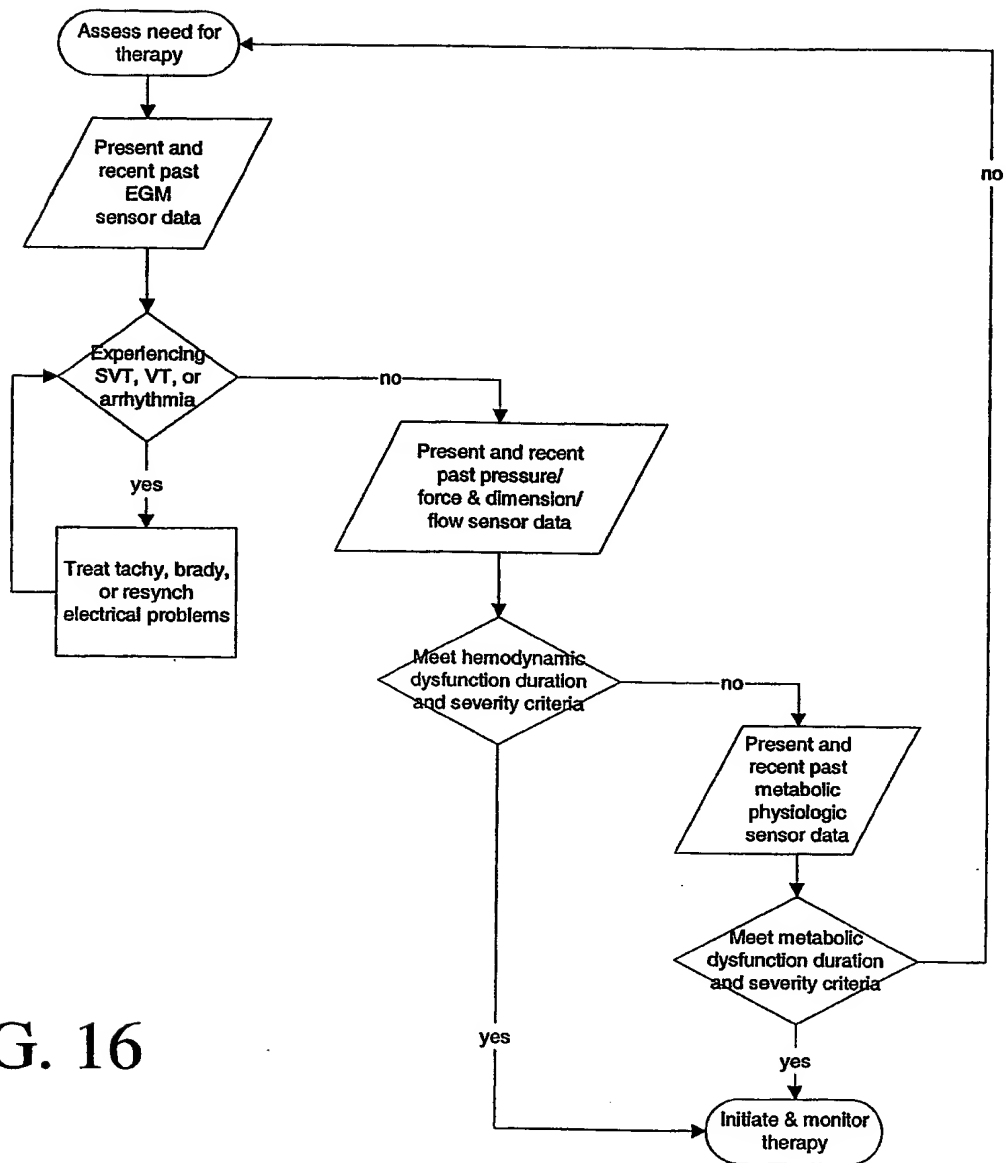 Assess need for
therapy
Present and
recent past
EGM
sensor data
no
Experiencing
SVT, VT, or
arrhythmia
no
yes
Present and recent
past pressure/
force & dimension/
flow sensor data
Treat tachy, brady,
or resynch
electrical problems
Meet hemodynamic
dysfunction duration
and severity criteria
no
Present and
recent past
metabolic
physiologic
sensor data
Meet metabolic
dysfunction duration
and severity criteria
yes
yes
G. 16
Initiate & monitor
therapy